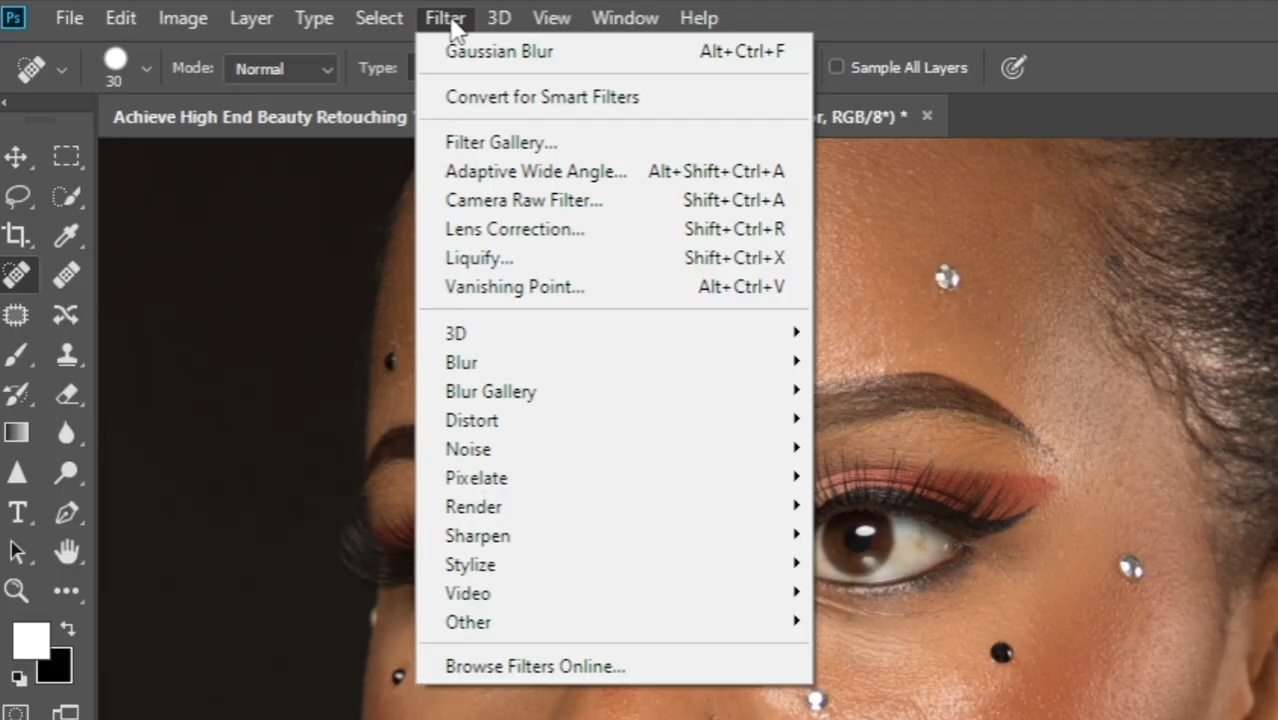 Ps File Edit Image Layer Type Select Filter 3D View Window Help
30 Mode: Normal Type: Sample All Layers
Achieve High End Beauty Retouching r, RGB/8*) * ×
Gaussian Blur Alt+Ctrl+F
Convert for Smart Filters
Filter Gallery...
Adaptive Wide Angle... Alt+Shift+Ctrl+A
Camera Raw Filter... Shift+Ctrl+A
Lens Correction... Shift+Ctrl+R
Liquify... Shift+Ctrl+X
Vanishing Point... Alt+Ctrl+V
3D
Blur
Blur Gallery
Distort
Noise
Pixelate
Render
Sharpen
Stylize
Video
Other
Browse Filters Online...